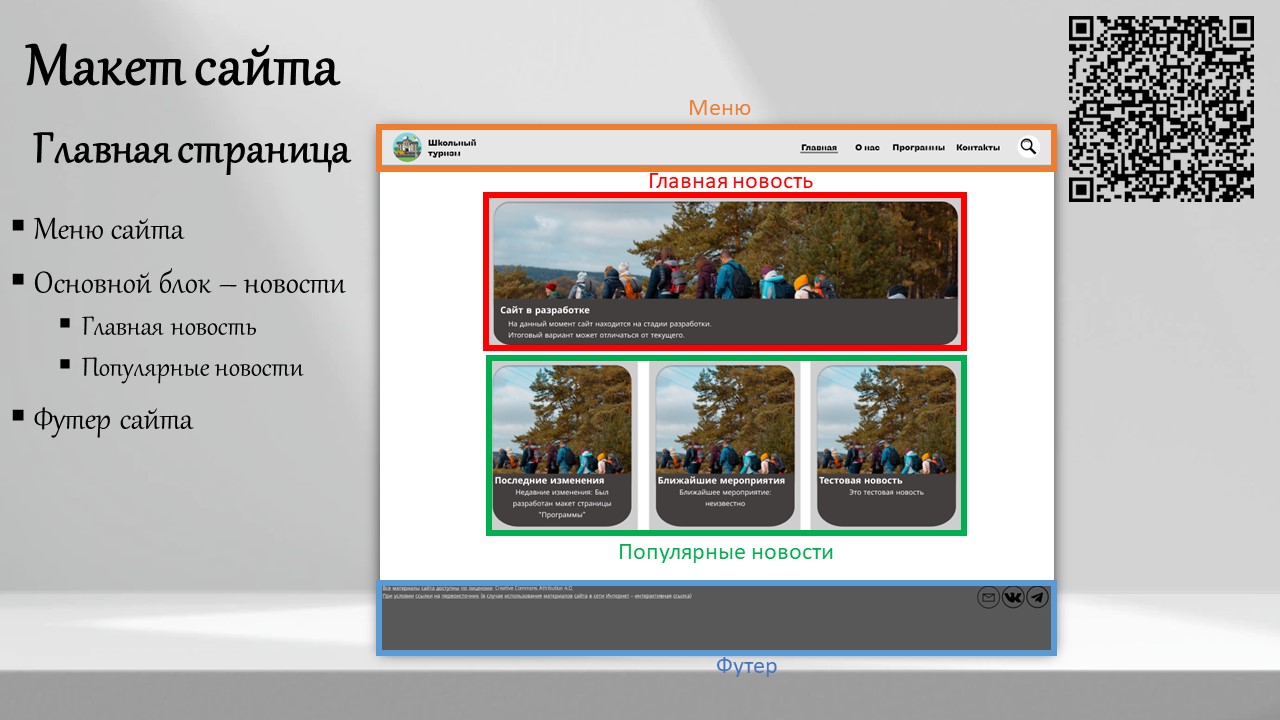 Макет сайта
Главная страница
Меню сайта
Основной блок – новости
Главная новость
Популярные новости
Футер сайта
Меню
Школьный
туризм
Главная О нас Программы Контакты
Главная новость
Сайт в разработке
На данный момент сайт находится на стадии разработки.
Итоговый вариант может отличаться от текущего.
Последние изменения
Недавние изменения: Был
разработан макет страницы
"Программы"
Ближайшие мероприятия
Ближайшее мероприятие:
неизвестно
Тестовая новость
Это тестовая новость
Популярные новости
Все материалы сайта доступны по лицензии: Creative Commons Attribution 4.0.
При условии ссылки на первоисточник (в случае использования материалов сайта в сети Интернет – интерактивная ссылка)
Футер